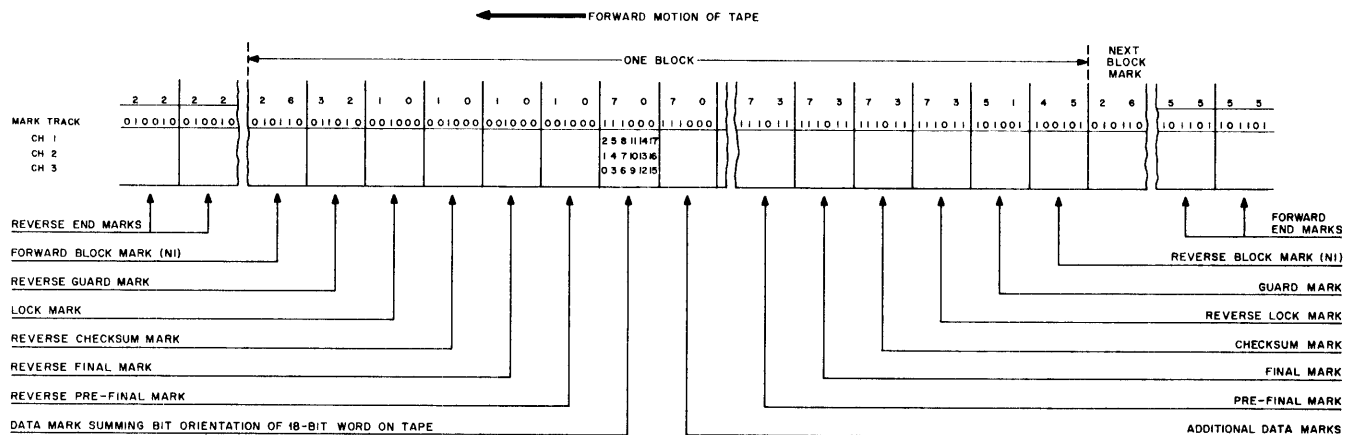 FORWARD MOTION OF TAPE
ONE BLOCK
NEXT
BLOCK
MARK
2 2 2 2 2 6 3 2 1 0 1 0 1 0 1 0 7 0 7 0 7 3 7 3 7 3 7 3 5 1 4 5 2 6 5 5 5 5
MARK TRACK 010010 010010 010110 011010 001000 001000 001000 001000 111000 111000 111011 111011 111011 111011 101001 100101 010110 101101 101101
CH 1 2 5 8 11 14 17
CH 2 1 4 7 10 13 16
CH 3 0 3 6 9 12 15
REVERSE END MARKS
FORWARD
END MARKS
FORWARD BLOCK MARK (N1)
REVERSE BLOCK MARK (N1)
REVERSE GUARD MARK
GUARD MARK
LOCK MARK
REVERSE LOCK MARK
REVERSE CHECKSUM MARK
CHECKSUM MARK
REVERSE FINAL MARK
FINAL MARK
REVERSE PRE-FINAL MARK
PRE-FINAL MARK
DATA MARK SUMMING BIT ORIENTATION OF 18-BIT WORD ON TAPE
ADDITIONAL DATA MARKS